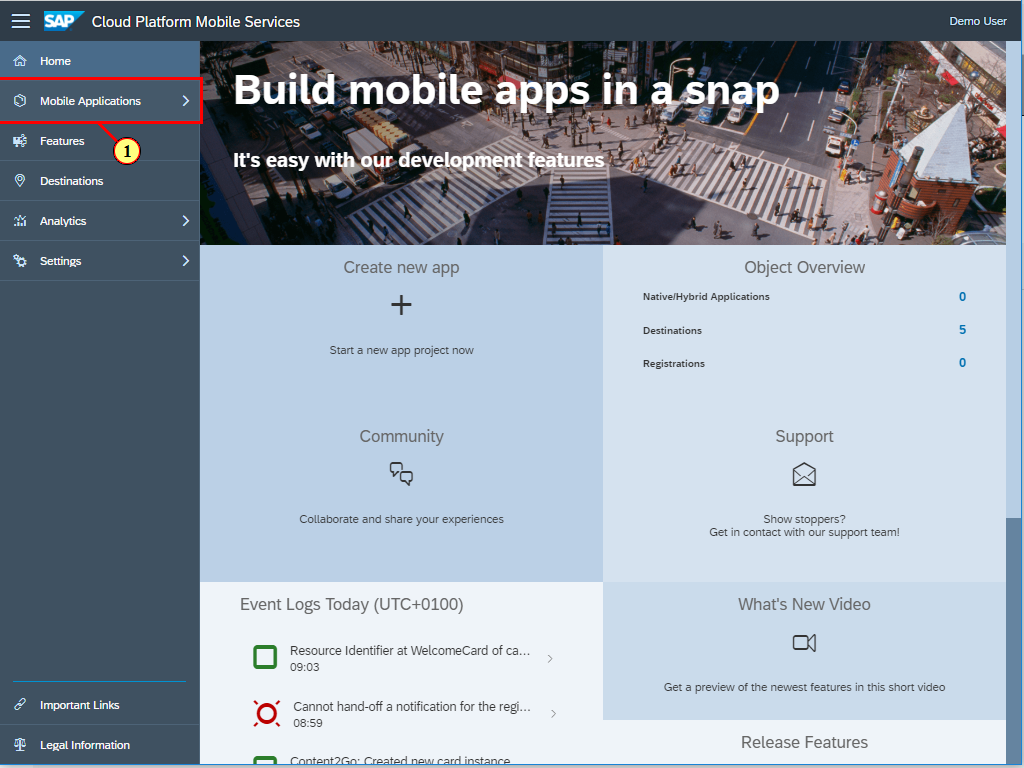 SAP Cloud Platform Mobile Services
Demo User
Home
Mobile Applications
1
Features
Destinations
Analytics
Settings
Important Links
Legal Information
Build mobile apps in a snap
It's easy with our development features
Create new app
Start a new app project now
Object Overview
Native/Hybrid Applications 0
Destinations 5
Registrations 0
Community
Collaborate and share your experiences
Support
Show stoppers?
Get in contact with our support team!
Event Logs Today (UTC+0100)
Resource Identifier at WelcomeCard of ca...
09:03
Cannot hand-off a notification for the regi...
08:59
Content2Go: Created new card instance
What's New Video
Get a preview of the newest features in this short video
Release Features